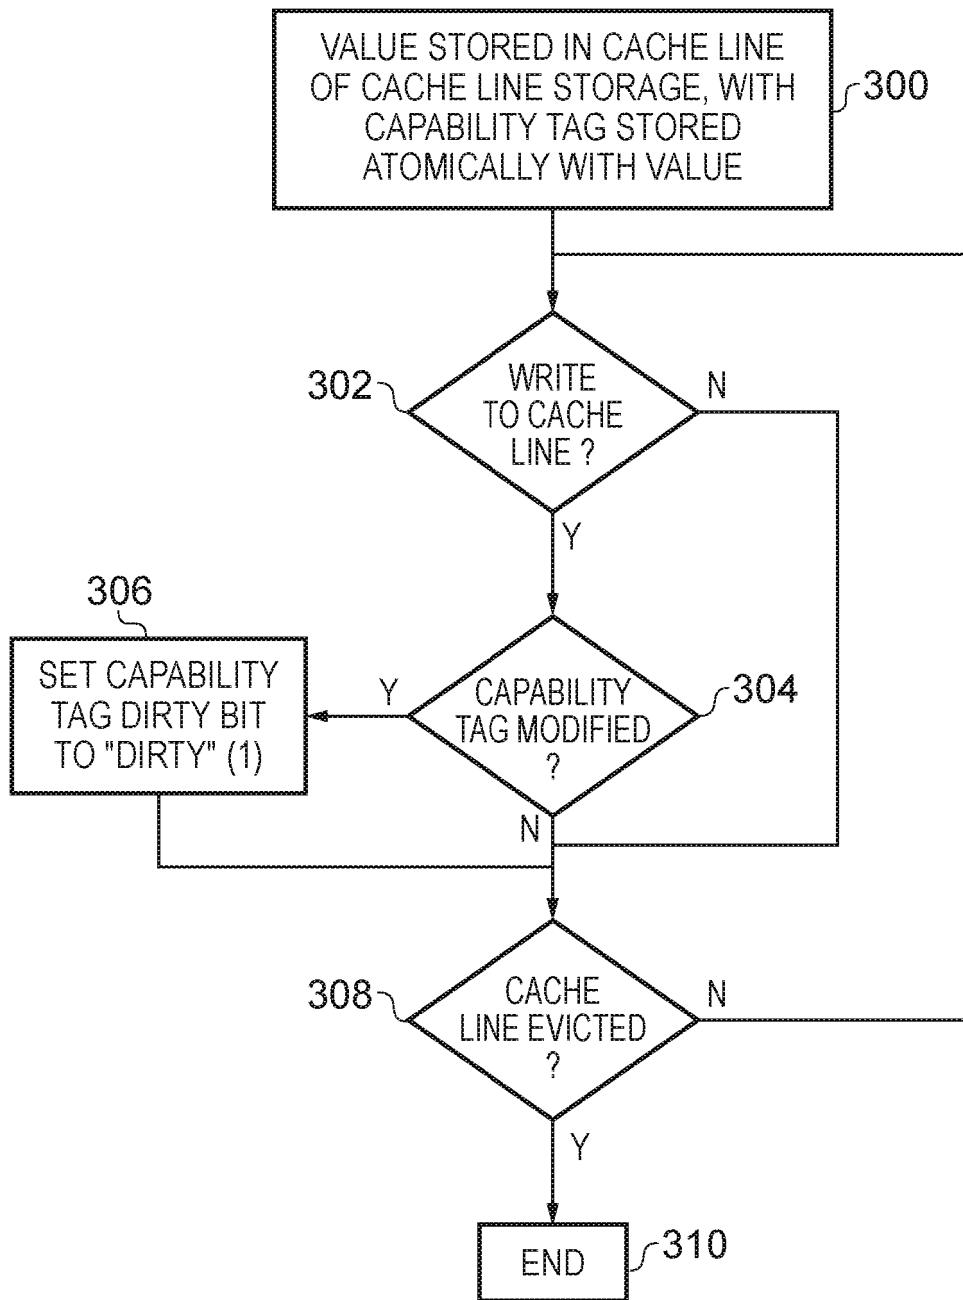 VALUE STORED IN CACHE LINE
OF CACHE LINE STORAGE, WITH
CAPABILITY TAG STORED
ATOMICALLY WITH VALUE
300
302
WRITE
TO CACHE
LINE ?
N
Y
306
SET CAPABILITY
TAG DIRTY BIT
TO "DIRTY" (1)
Y
CAPABILITY
TAG MODIFIED
?
304
N
308
CACHE
LINE EVICTED
?
N
Y
END
310